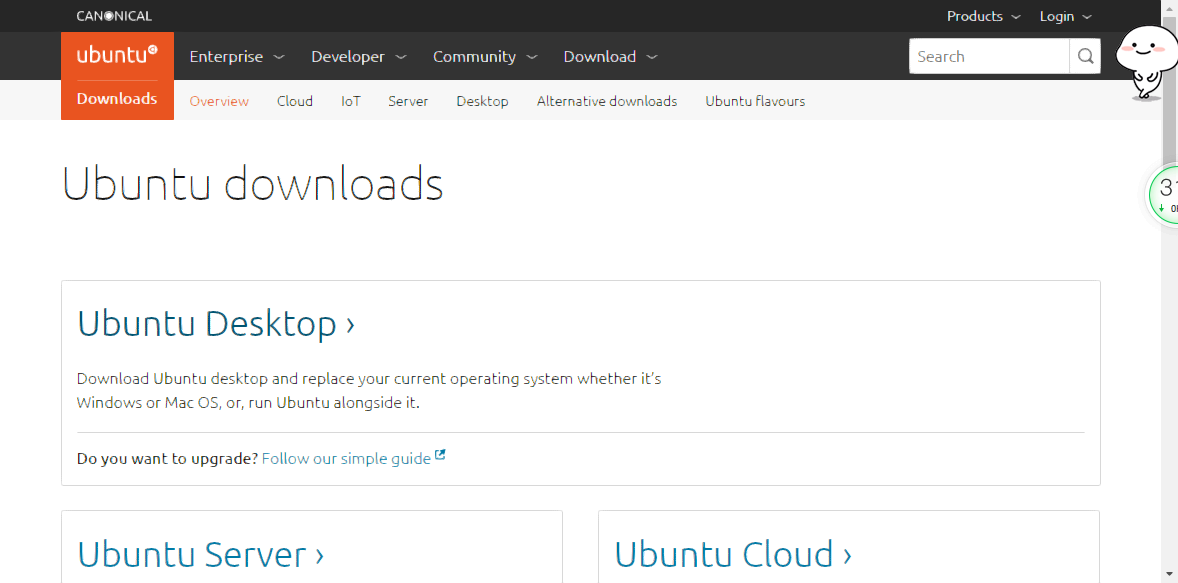 CANONICAL
Products
Login
ubuntu
Enterprise
Developer
Community
Download
Search
Downloads
Overview
Cloud
IoT
Server
Desktop
Alternative downloads
Ubuntu flavours
Ubuntu downloads
Ubuntu Desktop ›
Download Ubuntu desktop and replace your current operating system whether it’s
Windows or Mac OS, or, run Ubuntu alongside it.
Do you want to upgrade? Follow our simple guide
Ubuntu Server ›
Ubuntu Cloud ›